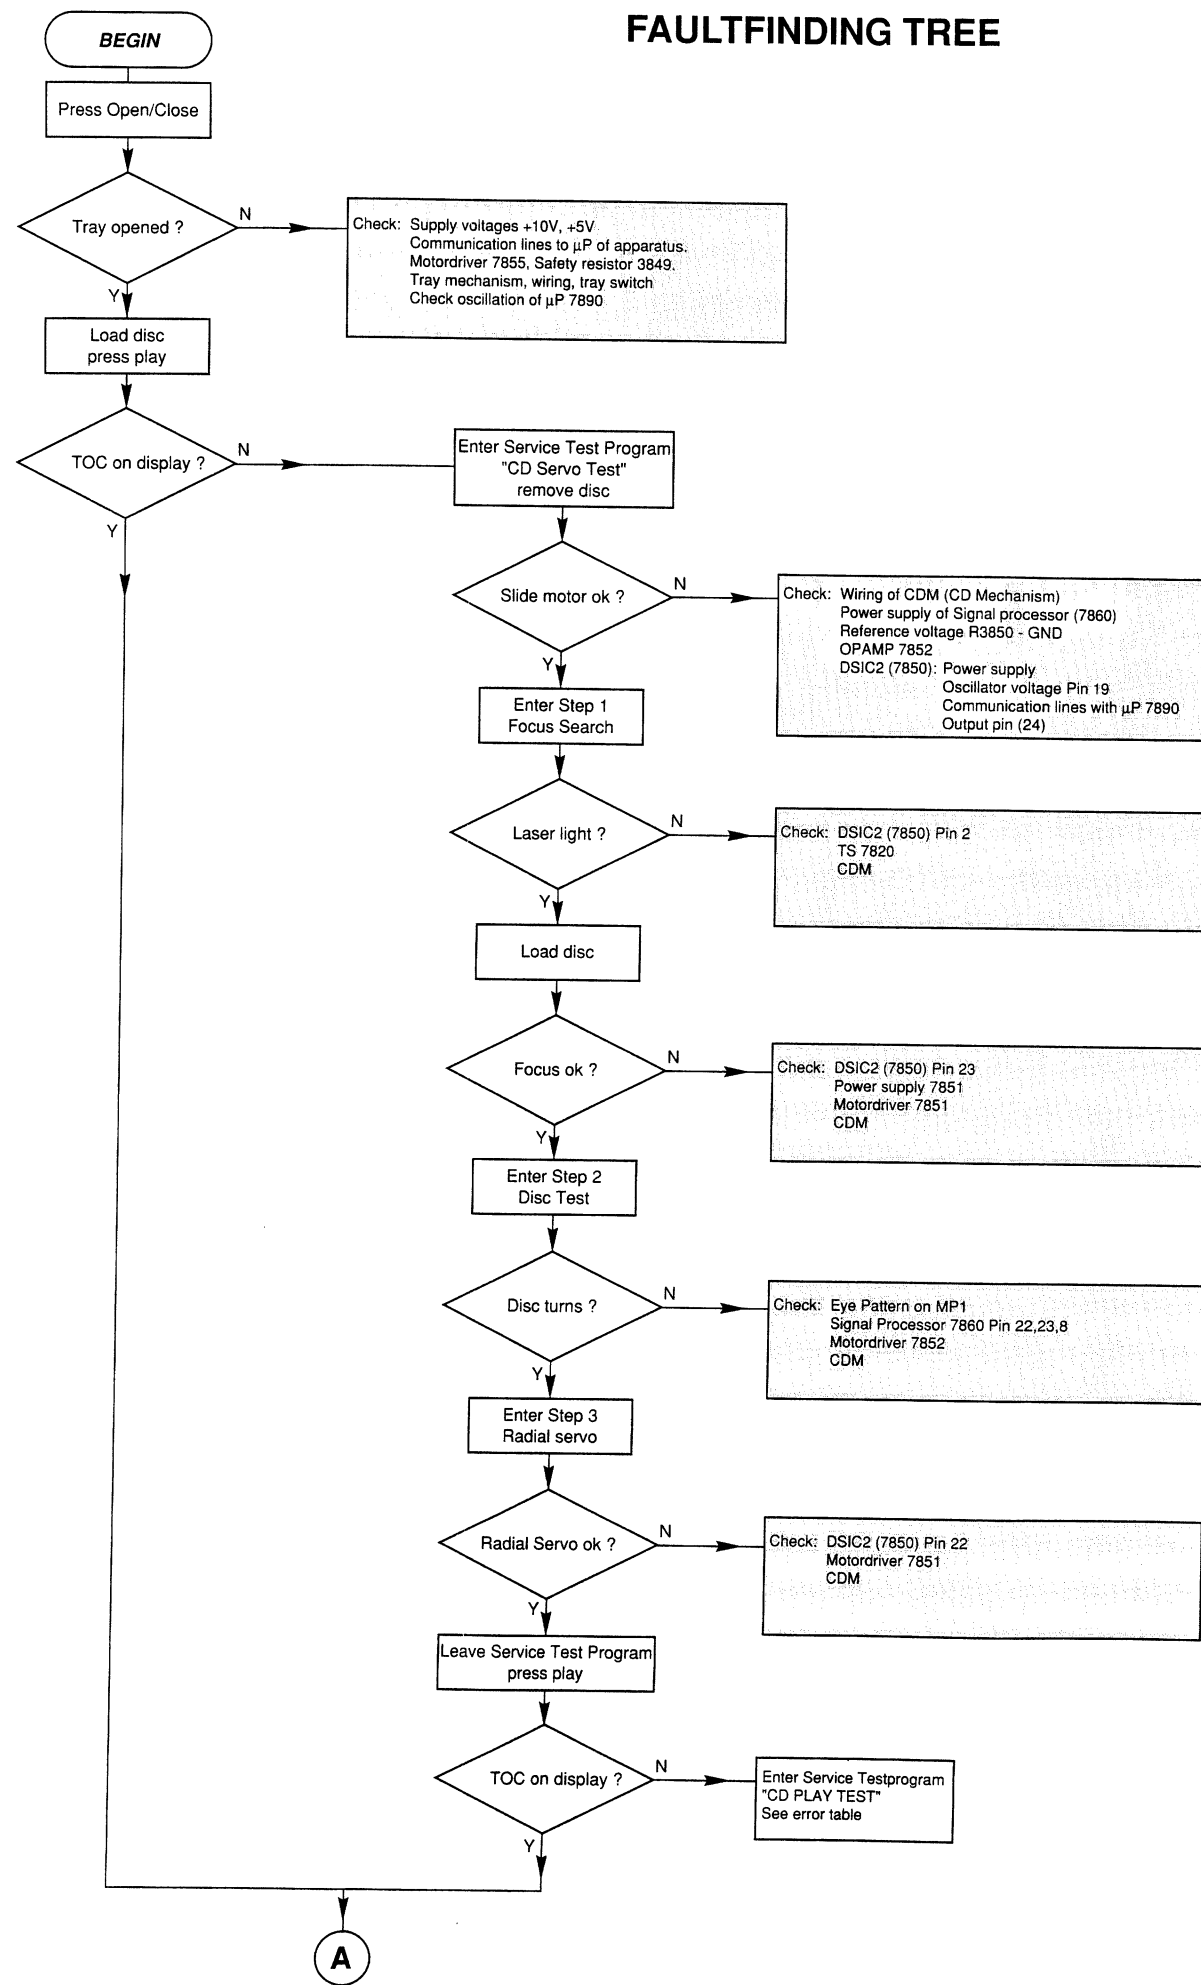 FAULTFINDING TREE
BEGIN
Press Open/Close
Tray opened ?
N
Check: Supply voltages +10V, +5V
Communication lines to µP of apparatus.
Motordriver 7855, Safety resistor 3849.
Tray mechanism, wiring, tray switch
Check oscillation of µP 7890
Y
Load disc
press play
TOC on display ?
N
Y
Enter Service Test Program
"CD Servo Test"
remove disc
Slide motor ok ?
N
Check: Wiring of CDM (CD Mechanism)
Power supply of Signal processor (7860)
Reference voltage R3850 - GND
OPAMP 7852
DSIC2 (7850): Power supply
Oscillator voltage Pin 19
Communication lines with µP 7890
Output pin (24)
Y
Enter Step 1
Focus Search
Laser light ?
N
Check: DSIC2 (7850) Pin 2
TS 7820
CDM
Y
Load disc
Focus ok ?
N
Check: DSIC2 (7850) Pin 23
Power supply 7851
Motordriver 7851
CDM
Y
Enter Step 2
Disc Test
Disc turns ?
N
Check: Eye Pattern on MP1
Signal Processor 7860 Pin 22,23,8
Motordriver 7852
CDM
Y
Enter Step 3
Radial servo
Radial Servo ok ?
N
Check: DSIC2 (7850) Pin 22
Motordriver 7851
CDM
Y
Leave Service Test Program
press play
TOC on display ?
N
Enter Service Testprogram
"CD PLAY TEST"
See error table
Y
A